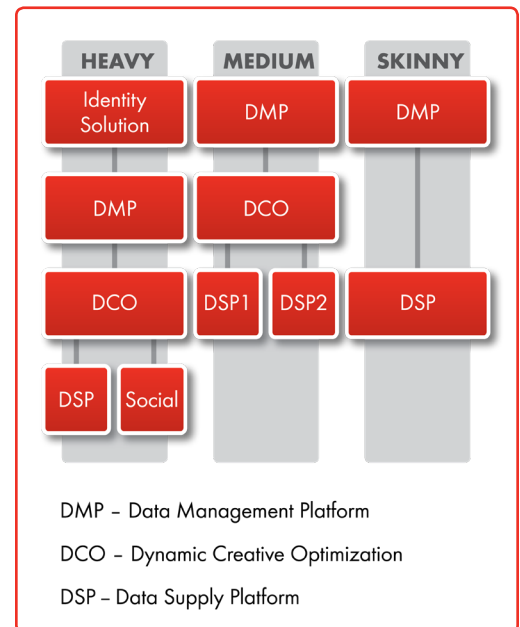 HEAVY MEDIUM SKINNY
Identity
Solution
DMP
DMP
DMP
DCO
DCO
DSP1
DSP2
DSP
DSP
Social
DMP – Data Management Platform
DCO – Dynamic Creative Optimization
DSP – Data Supply Platform